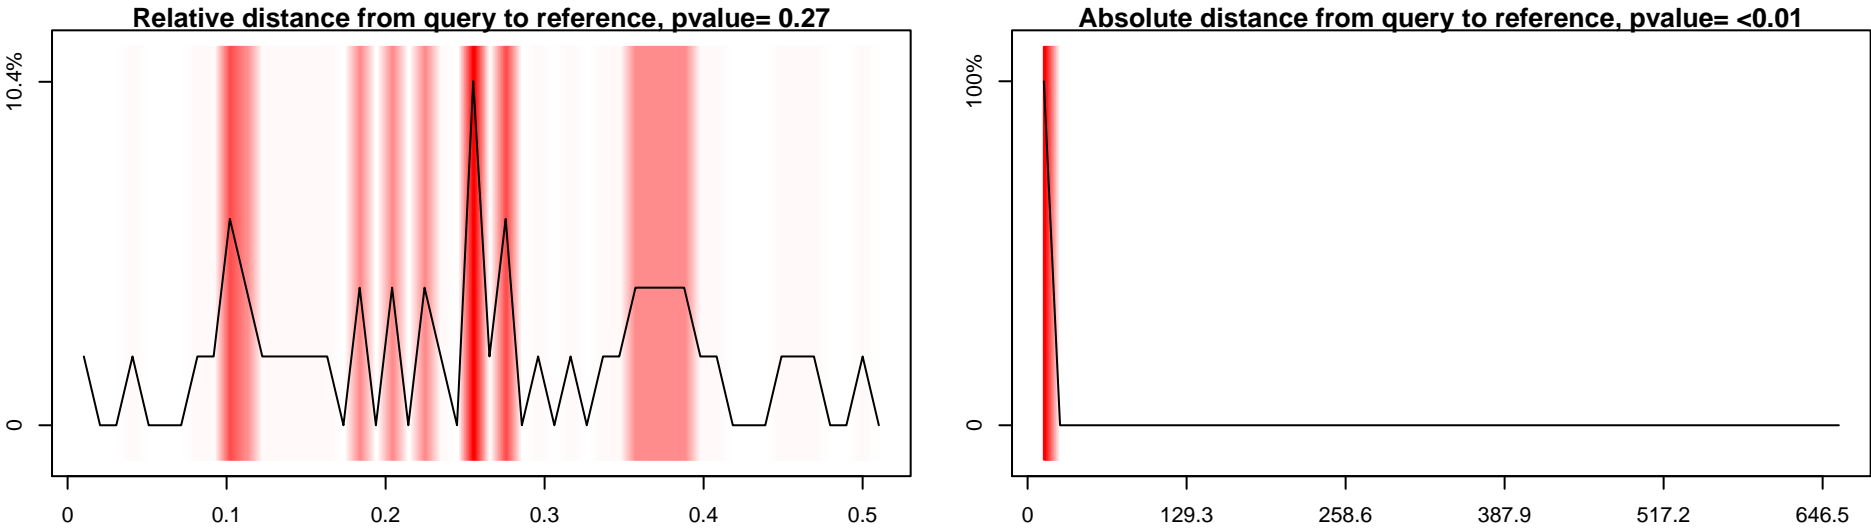 Relative distance from query to reference, pvalue= 0.27
10.4%
0
0 0.1 0.2 0.3 0.4 0.5
Absolute distance from query to reference, pvalue= <0.01
100%
0
0 129.3 258.6 387.9 517.2 646.5